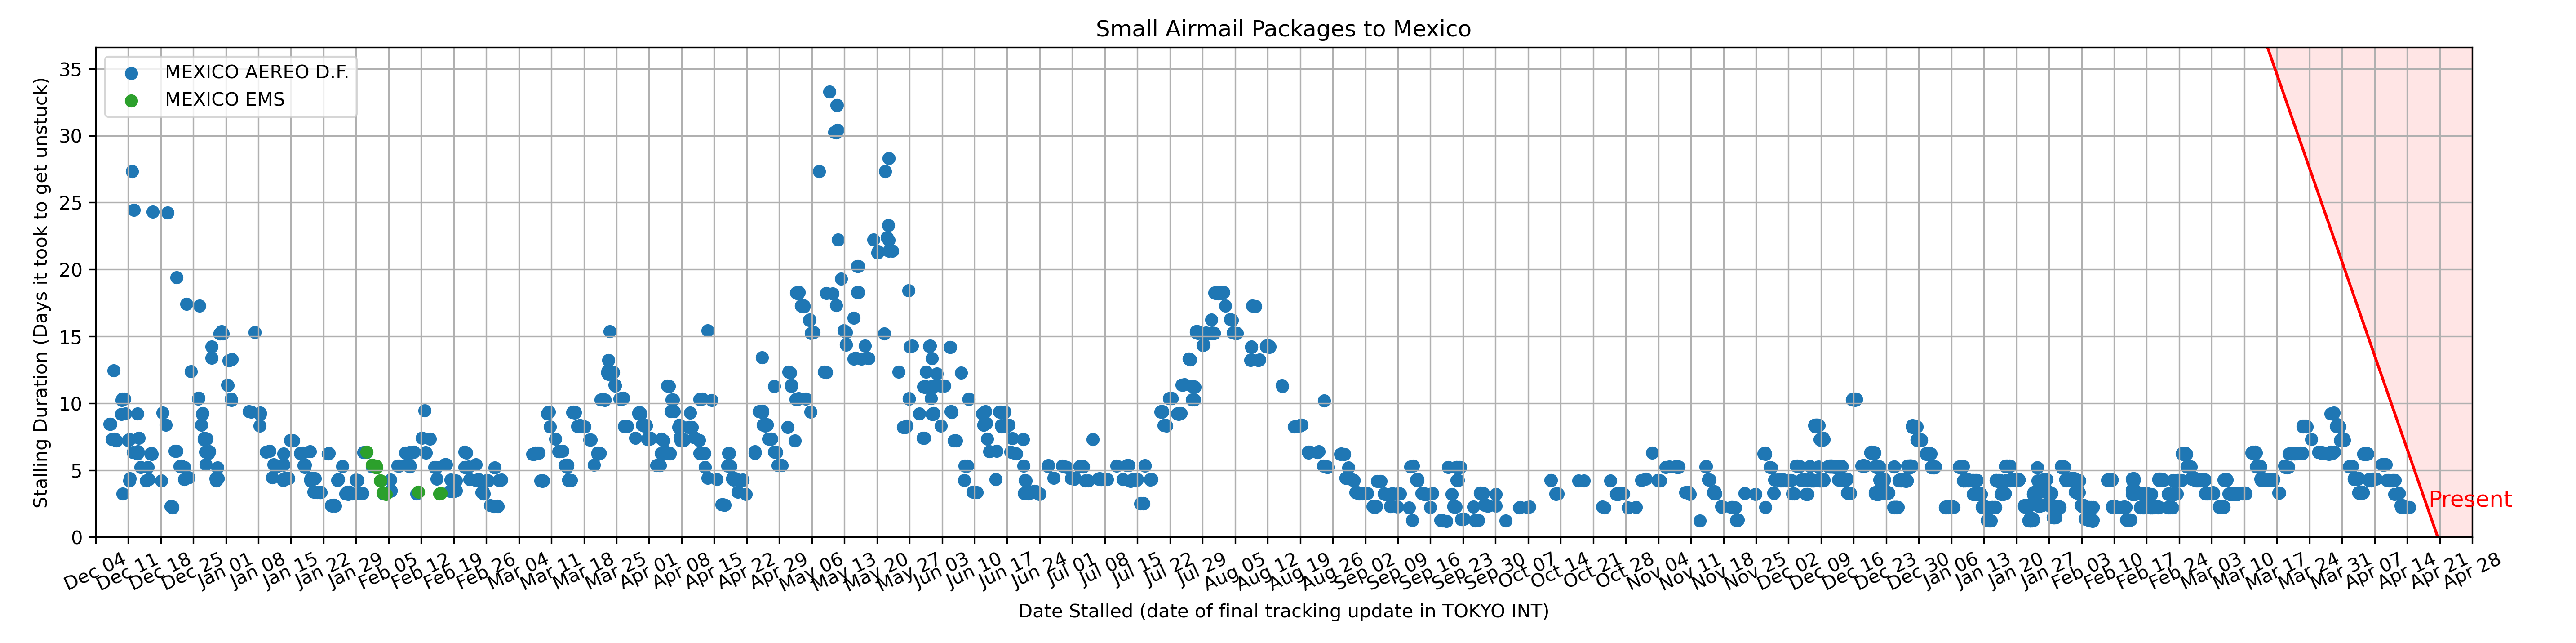 Small Airmail Packages to Mexico
MEXICO AEREO D.F.
MEXICO EMS
Stalling Duration (Days it took to get unstuck)
35
30
25
20
15
10
5
0
Present
Dec 04 Dec 11 Dec 18 Dec 25 Jan 01 Jan 08 Jan 15 Jan 22 Jan 29 Feb 05 Feb 12 Feb 19 Feb 26 Mar 04 Mar 11 Mar 18 Mar 25 Apr 01 Apr 08 Apr 15 Apr 22 Apr 29 May 06 May 13 May 20 May 27 Jun 03 Jun 10 Jun 17 Jun 24 Jul 01 Jul 08 Jul 15 Jul 22 Jul 29 Aug 05 Aug 12 Aug 19 Aug 26 Sep 02 Sep 09 Sep 16 Sep 23 Sep 30 Oct 07 Oct 14 Oct 21 Oct 28 Nov 04 Nov 11 Nov 18 Nov 25 Dec 02 Dec 09 Dec 16 Dec 23 Dec 30 Jan 06 Jan 13 Jan 20 Jan 27 Feb 03 Feb 10 Feb 17 Feb 24 Mar 03 Mar 10 Mar 17 Mar 24 Mar 31 Apr 07 Apr 14 Apr 21 Apr 28
Date Stalled (date of final tracking update in TOKYO INT)